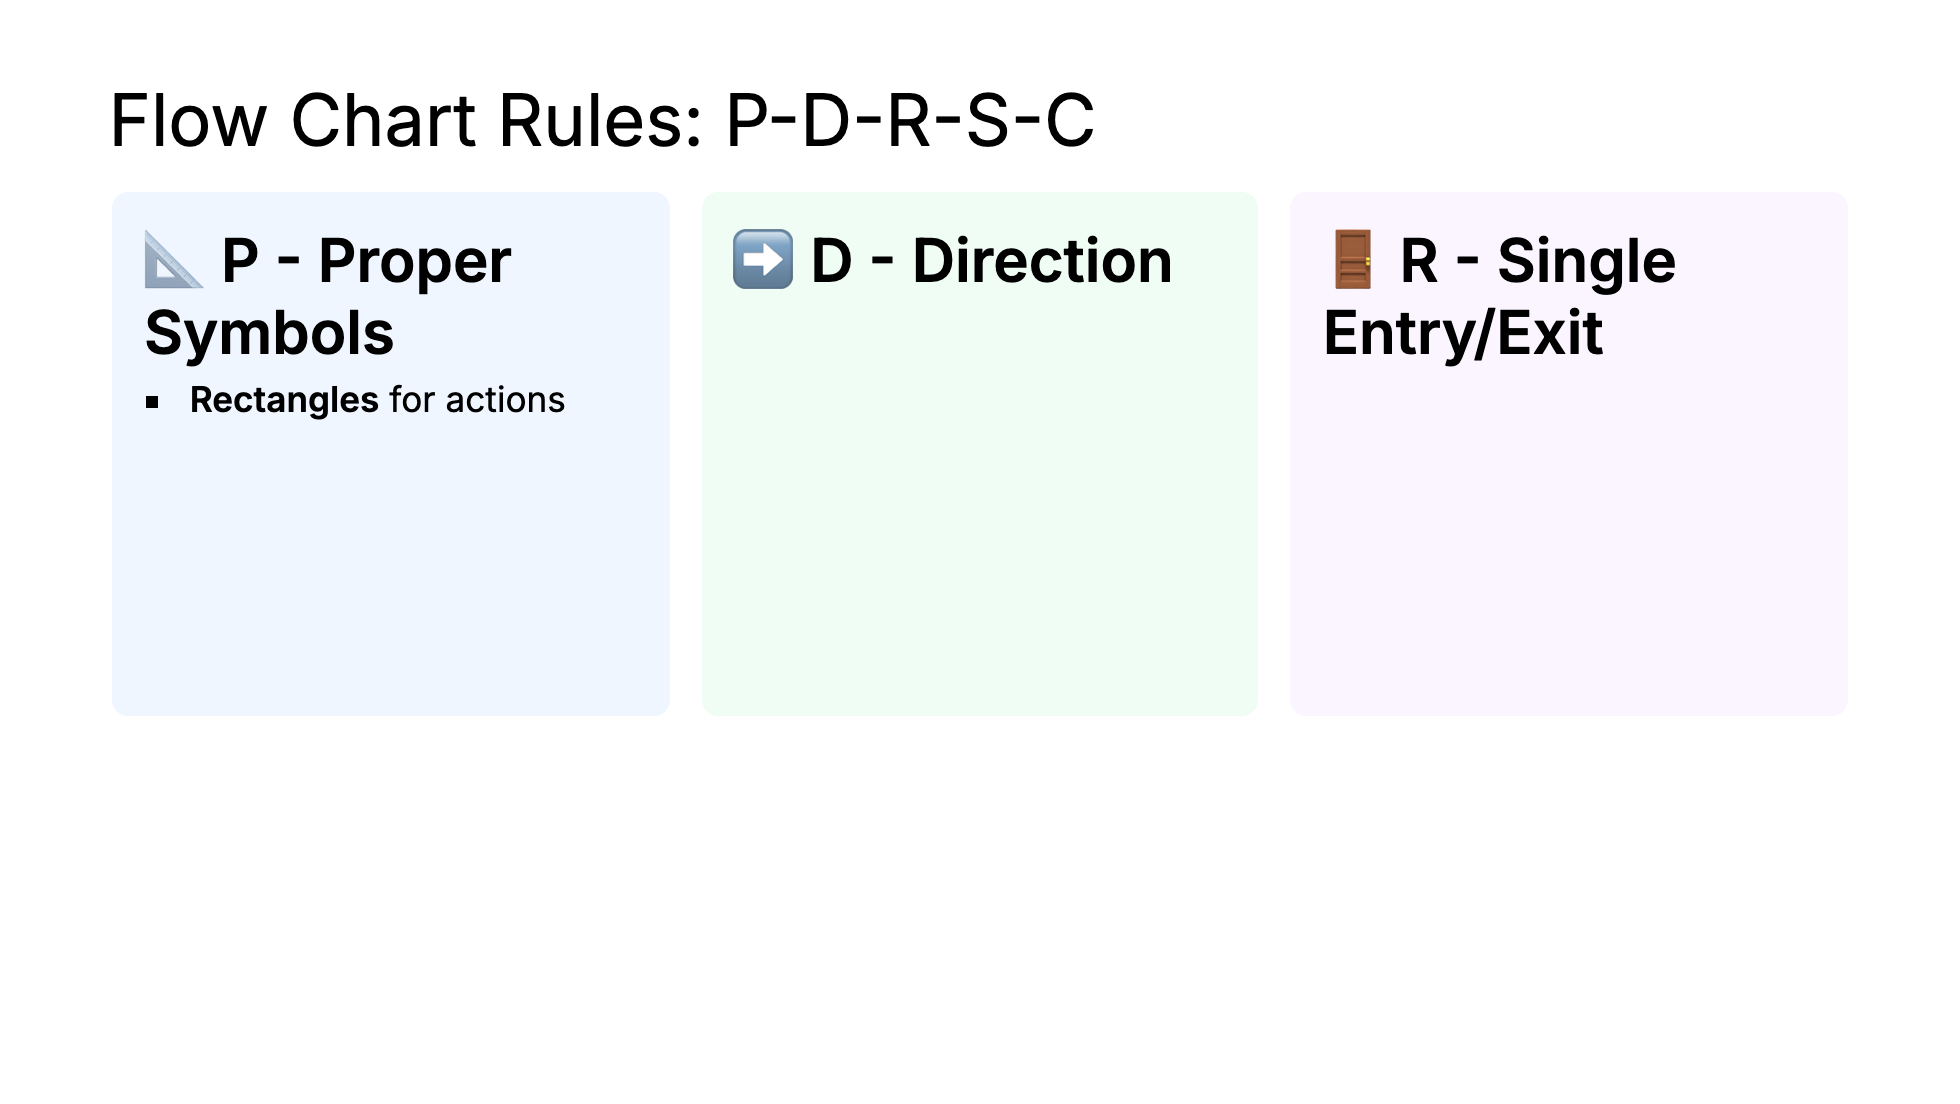 Flow Chart Rules: P-D-R-S-C
P - Proper
Symbols
Rectangles for actions
D - Direction
R - Single
Entry/Exit